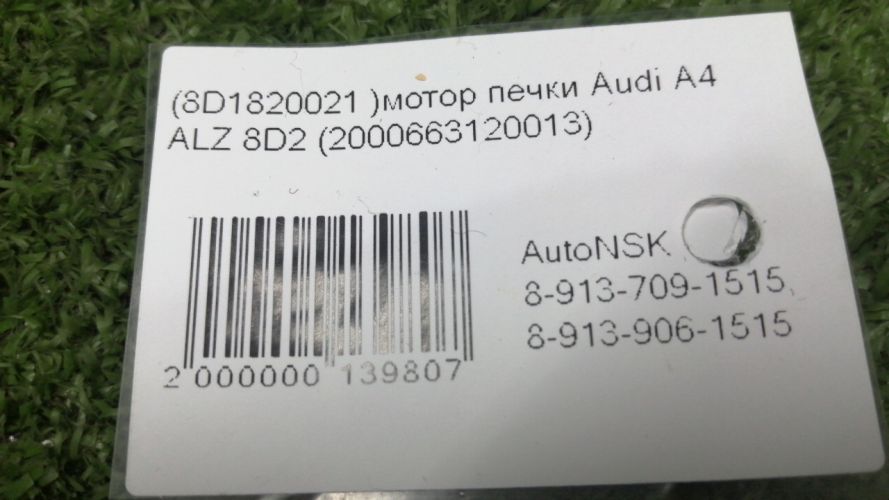 (8D1820021 )мотор печки Audi A4
ALZ 8D2 (2000663120013)
AutoNSK
8-913-709-1515,
8-913-906-1515
2 000000 139807